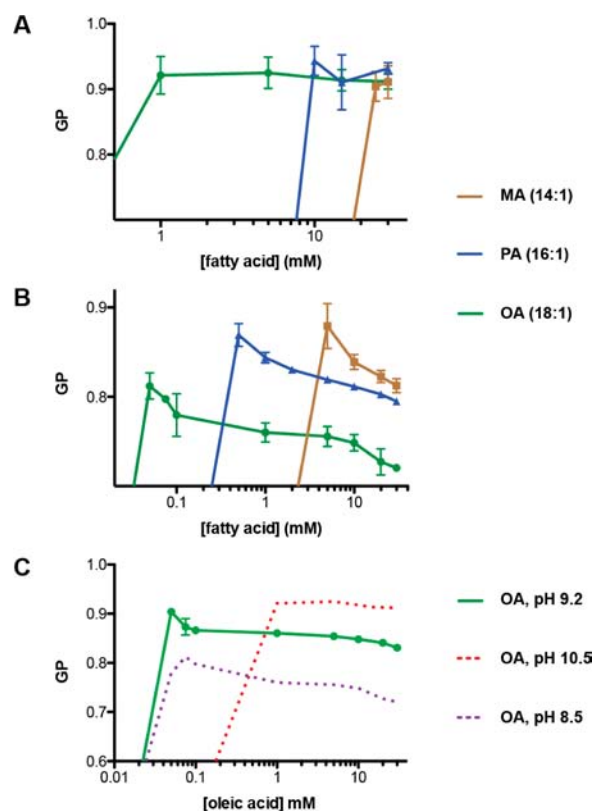 A
1.0
0.9
0.8
GP
1
10
[fatty acid] (mM)
MA (14:1)
PA (16:1)
OA (18:1)
B
0.9
0.8
GP
0.1
1
10
[fatty acid] (mM)
C
1.0
0.9
0.8
0.7
0.6
GP
0.01
0.1
1
10
[oleic acid] mM
OA, pH 9.2
OA, pH 10.5
OA, pH 8.5